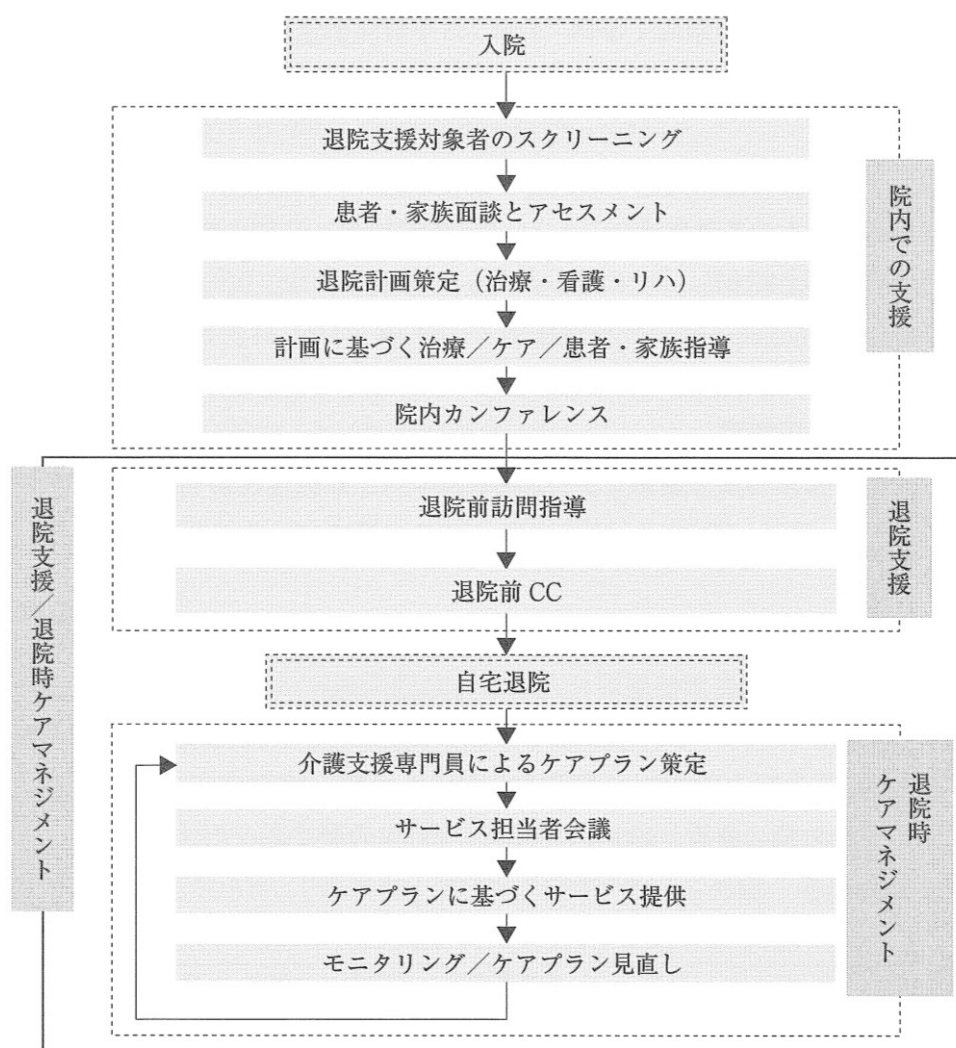 入院
退院支援対象者のスクリーニング
患者・家族面談とアセスメント
退院計画策定（治療・看護・リハ）
計画に基づく治療／ケア／患者・家族指導
院内カンファレンス
院内での支援
退院支援／退院時ケアマネジメント
退院前訪問指導
退院前 CC
退院支援
自宅退院
介護支援専門員によるケアプラン策定
サービス担当者会議
ケアプランに基づくサービス提供
モニタリング／ケアプラン見直し
退院時
ケアマネジメント